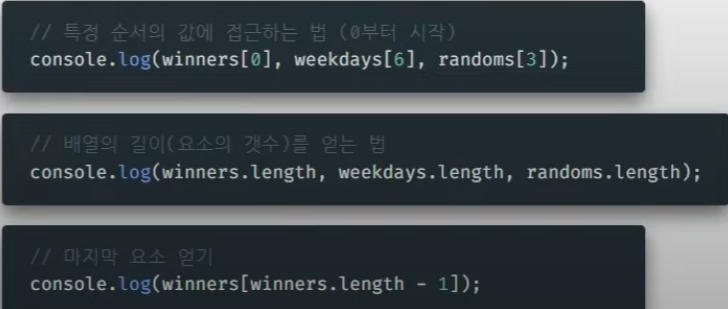 // 특정 순서의 값에 접근하는 법 (0부터 시작)
console.log(winners[0], weekdays[6], randoms[3]);
// 배열의 길이(요소의 갯수)를 얻는 법
console.log(winners.length, weekdays.length, randoms.length);
// 마지막 요소 얻기
console.log(winners[winners.length - 1]);